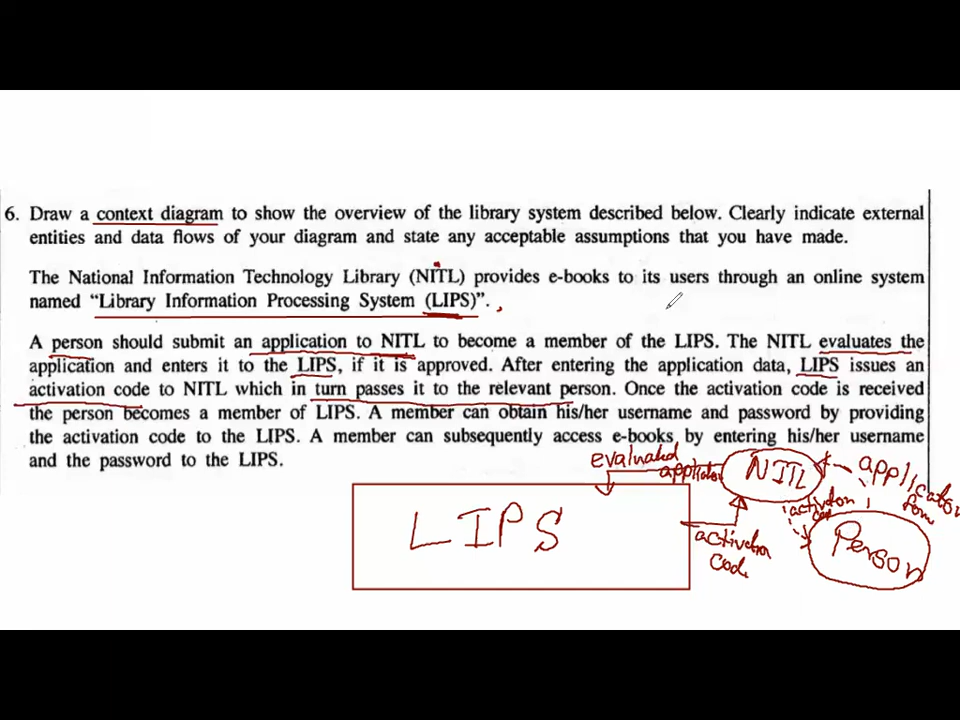 6. Draw a context diagram to show the overview of the library system described below. Clearly indicate external
entities and data flows of your diagram and state any acceptable assumptions that you have made.
The National Information Technology Library (NITL) provides e-books to its users through an online system
named “Library Information Processing System (LIPS)”.
A person should submit an application to NITL to become a member of the LIPS. The NITL evaluates the
application and enters it to the LIPS, if it is approved. After entering the application data, LIPS issues an
activation code to NITL which in turn passes it to the relevant person. Once the activation code is received
the person becomes a member of LIPS. A member can obtain his/her username and password by providing
the activation code to the LIPS. A member can subsequently access e-books by entering his/her username
and the password to the LIPS.
evaluated
NITL
application
form
LIPS
activation
code
Person